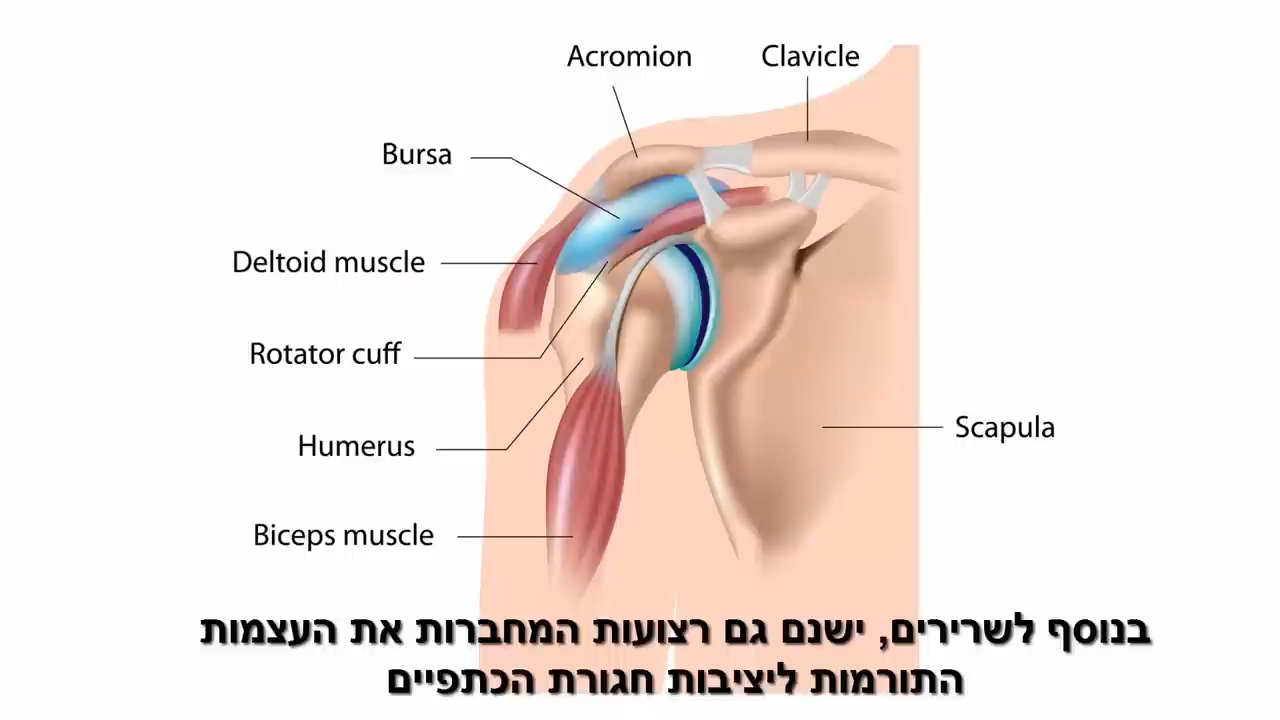 Acromion
Clavicle
Bursa
Deltoid muscle
Rotator cuff
Humerus
Scapula
Biceps muscle
בנוסף לשרירים, ישנם גם רצועות המחברות את העצמות
התורמות ליציבות חגורת הכתפיים